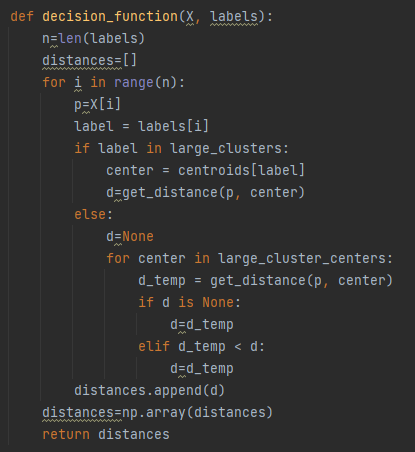 def decision_function(X, labels):
    n=len(labels)
    distances=[]
    for i in range(n):
        p=X[i]
        label = labels[i]
        if label in large_clusters:
            center = centroids[label]
            d=get_distance(p, center)
        else:
            d=None
            for center in large_cluster_centers:
                d_temp = get_distance(p, center)
                if d is None:
                    d=d_temp
                elif d_temp < d:
                    d=d_temp
        distances.append(d)
    distances=np.array(distances)
    return distances